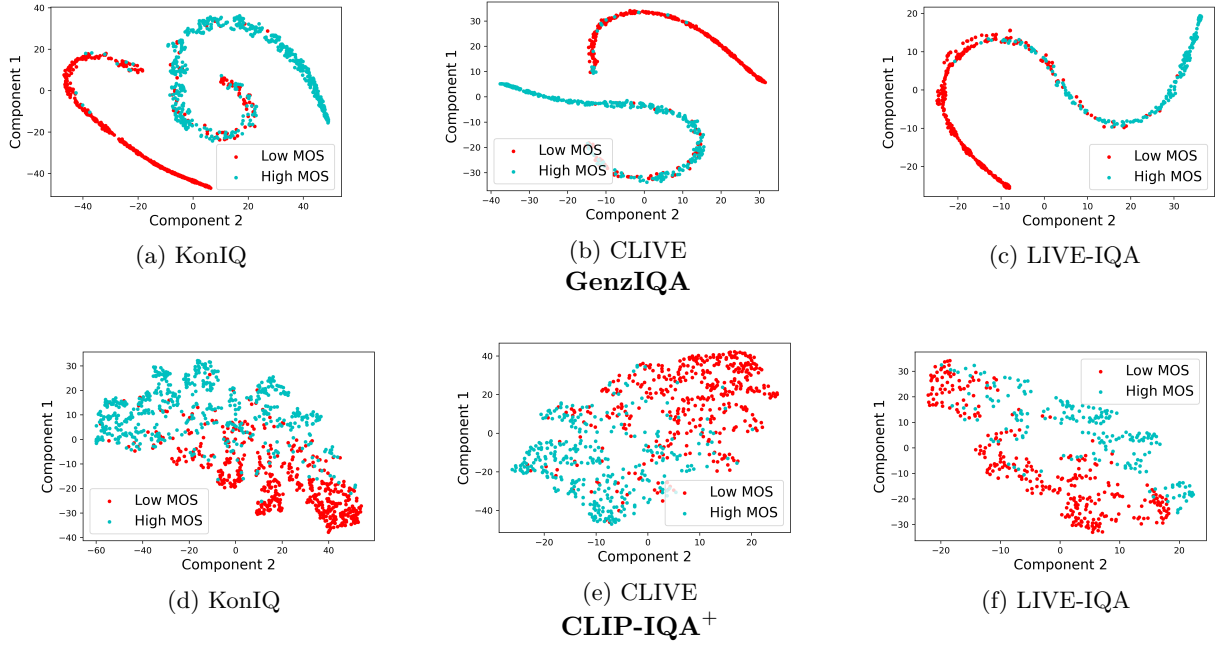 40
20
0
−20
−40
Component 1
−40
−20
0
20
40
Component 2
Low MOS
High MOS
(a) KonIQ
30
20
10
0
−10
−20
−30
Component 1
−40
−30
−20
−10
0
10
20
30
Component 2
Low MOS
High MOS
(b) CLIVE
20
10
0
−10
−20
Component 1
−20
−10
0
10
20
30
Component 2
Low MOS
High MOS
(c) LIVE-IQA
GenzIQA
30
20
10
0
−10
−20
−30
−40
Component 1
−60
−40
−20
0
20
40
Component 2
Low MOS
High MOS
(d) KonIQ
40
20
0
−20
−40
Component 1
−20
−10
0
10
20
Component 2
Low MOS
High MOS
(e) CLIVE
30
20
10
0
−10
−20
−30
Component 1
−20
−10
0
10
20
Component 2
Low MOS
High MOS
(f) LIVE-IQA
CLIP-IQA+